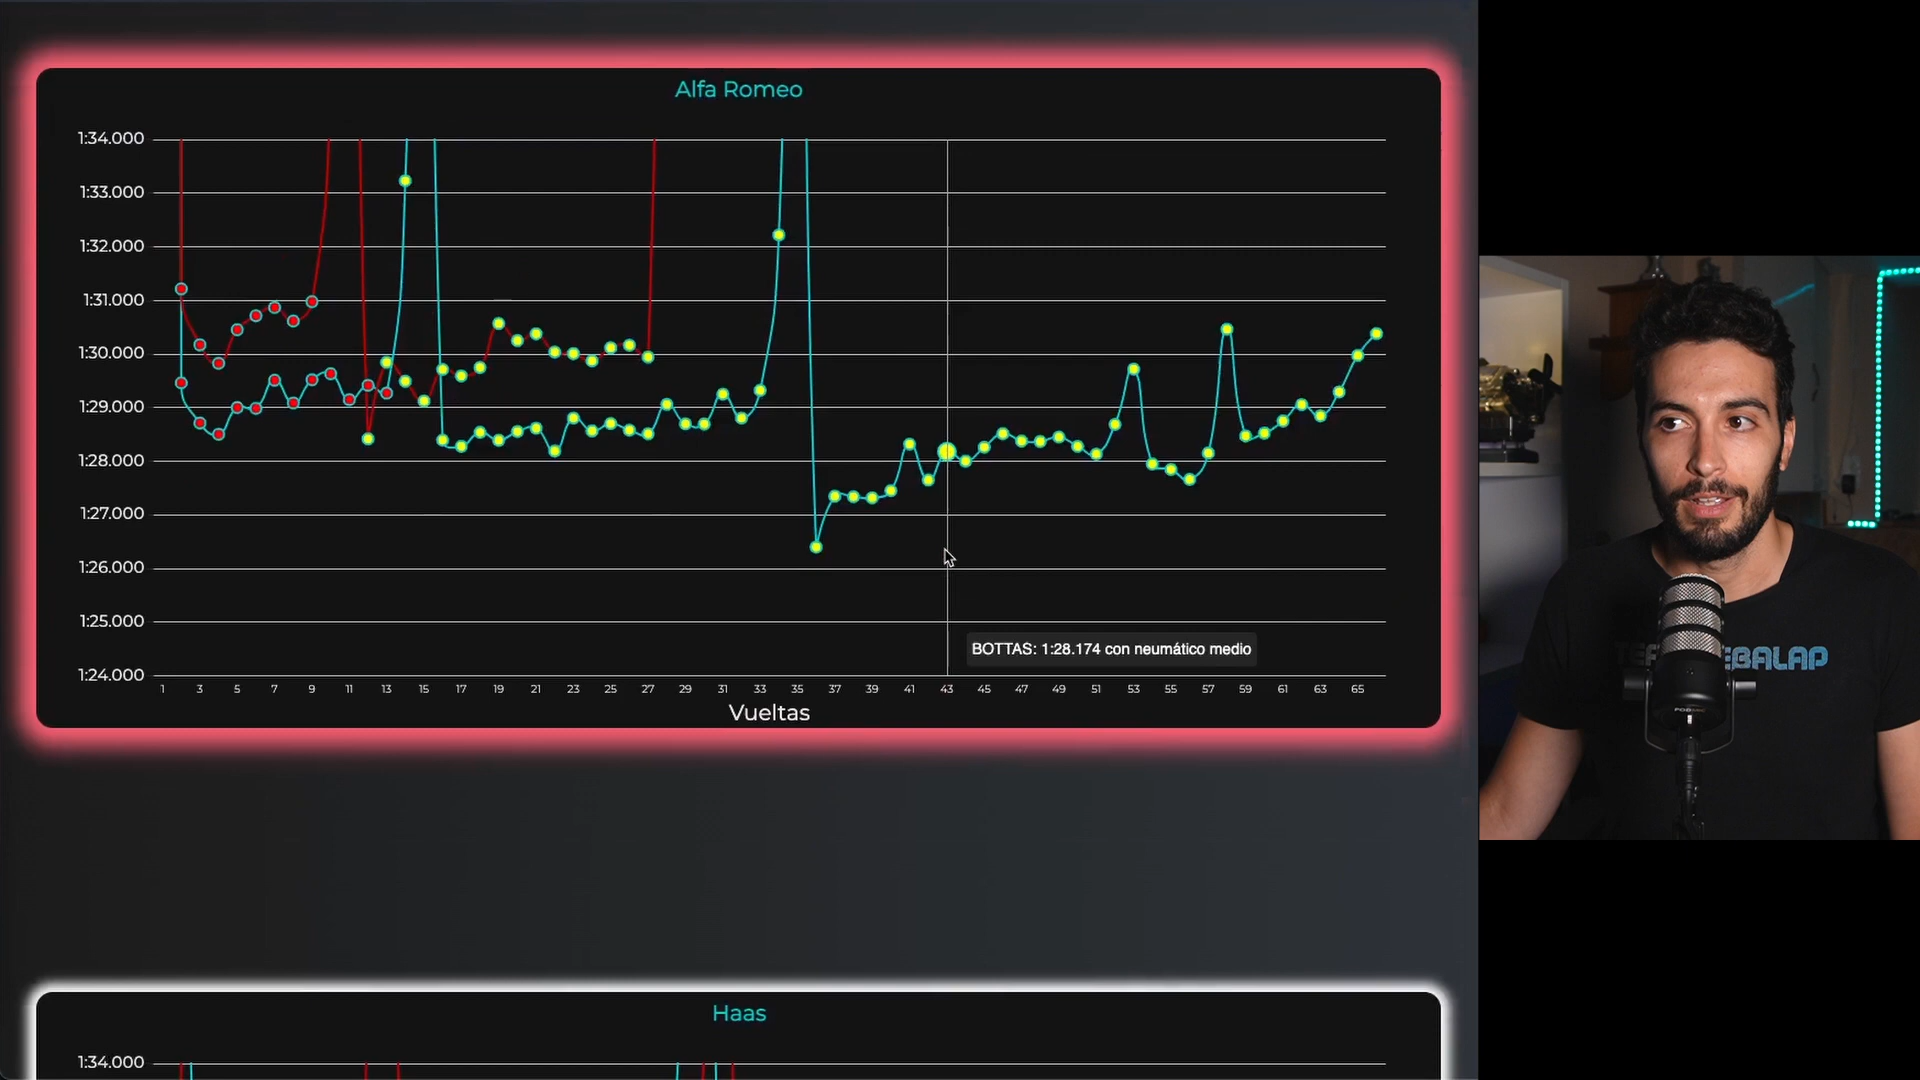 Alfa Romeo
1:34.000
1:33.000
1:32.000
1:31.000
1:30.000
1:29.000
1:28.000
1:27.000
1:26.000
1:25.000
1:24.000
BOTTAS: 1:28.174 con neumático medio
1 3 5 7 9 11 13 15 17 19 21 23 25 27 29 31 33 35 37 39 41 43 45 47 49 51 53 55 57 59 61 63 65
Vueltas
Haas
1:34.000